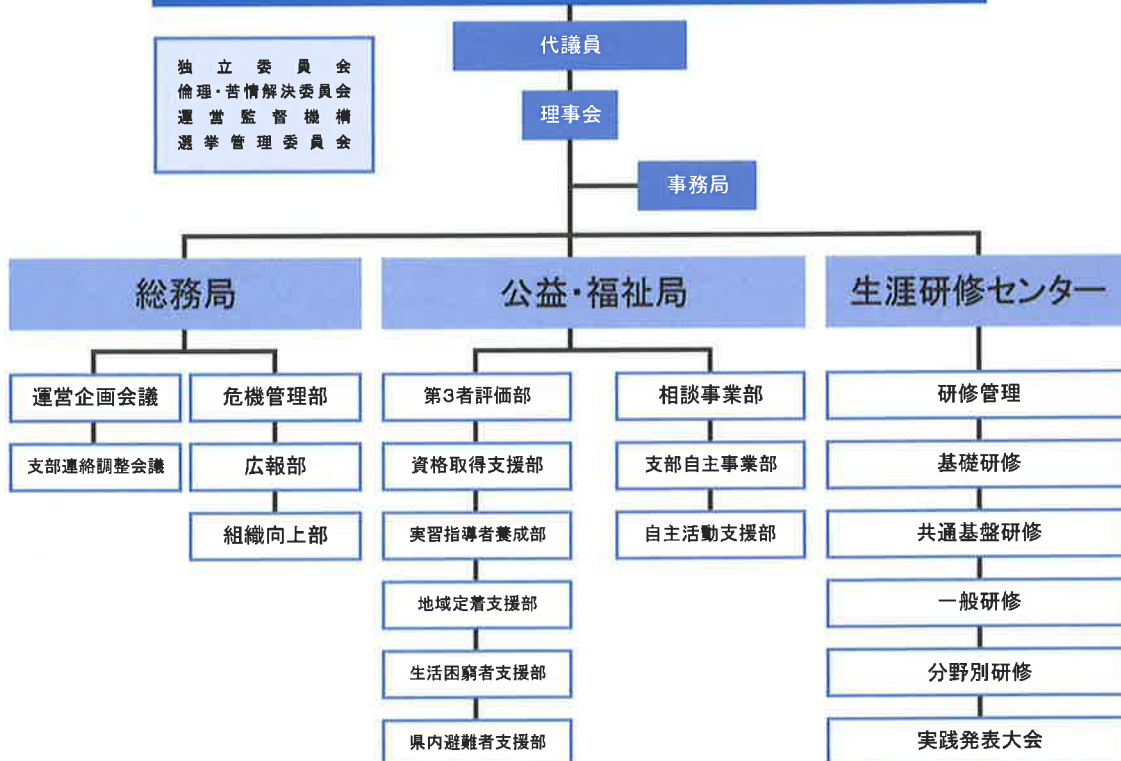 代議員
独立委員会
倫理・苦情解決委員会
運営監督機構
選挙管理委員会
理事会
事務局
総務局
公益・福祉局
生涯研修センター
運営企画会議
危機管理部
第3者評価部
相談事業部
研修管理
支部連絡調整会議
広報部
資格取得支援部
支部自主事業部
基礎研修
組織向上部
実習指導者養成部
自主活動支援部
共通基盤研修
地域定着支援部
一般研修
生活困窮者支援部
分野別研修
県内避難者支援部
実践発表大会